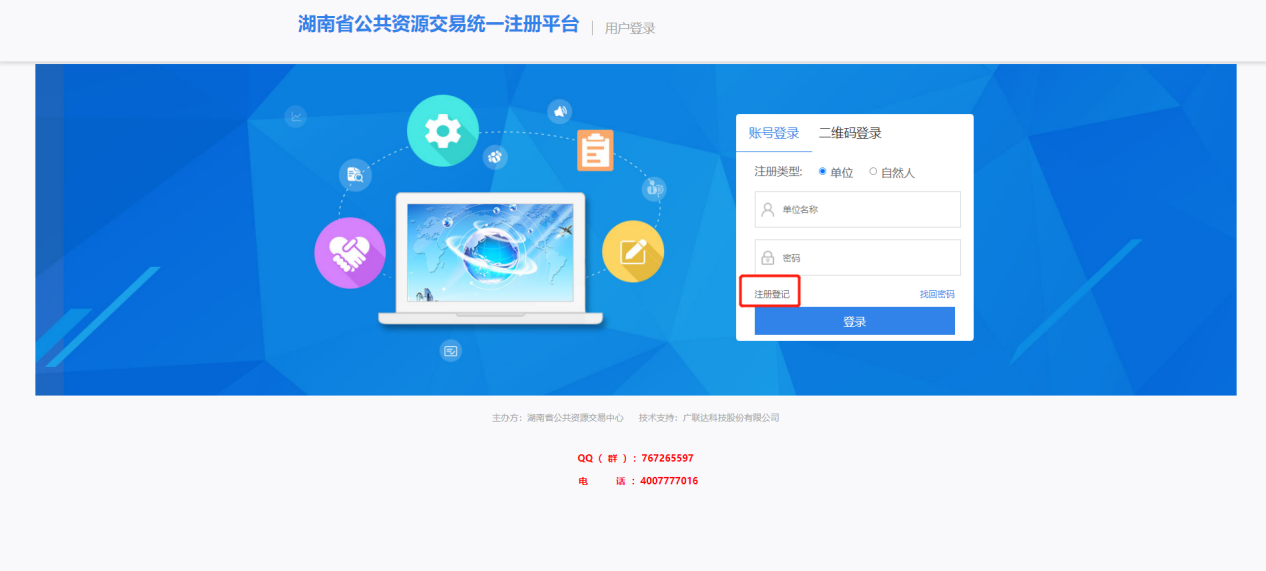 湖南省公共资源交易统一注册平台 | 用户登录
账号登录 二维码登录
注册类型: 单位 自然人
单位名称
密码
注册登记 找回密码
登录
主办方：湖南省公共资源交易中心 技术支持：广联达科技股份有限公司
QQ（ 群 ）: 767265597
电 话 : 4007777016